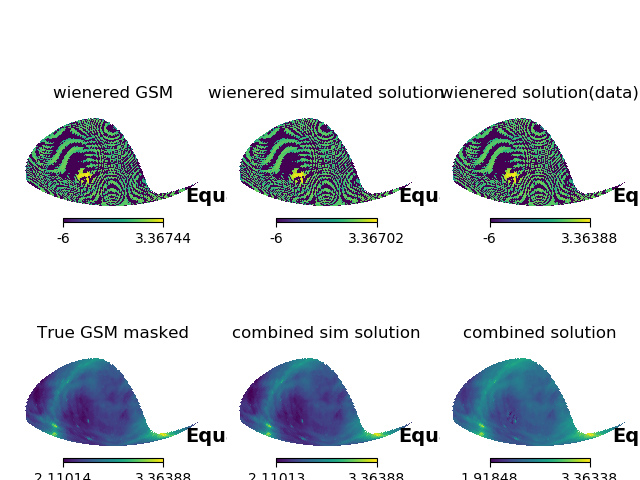 wienered GSM
wienered simulated solution
wienered solution(data)
Equ
Equ
Eq
-6 3.36744
-6 3.36702
-6 3.36388
True GSM masked
combined sim solution
combined solution
Equ
Equ
Eq
2.11014 3.36388
2.11013 3.36388
1.91848 3.36338